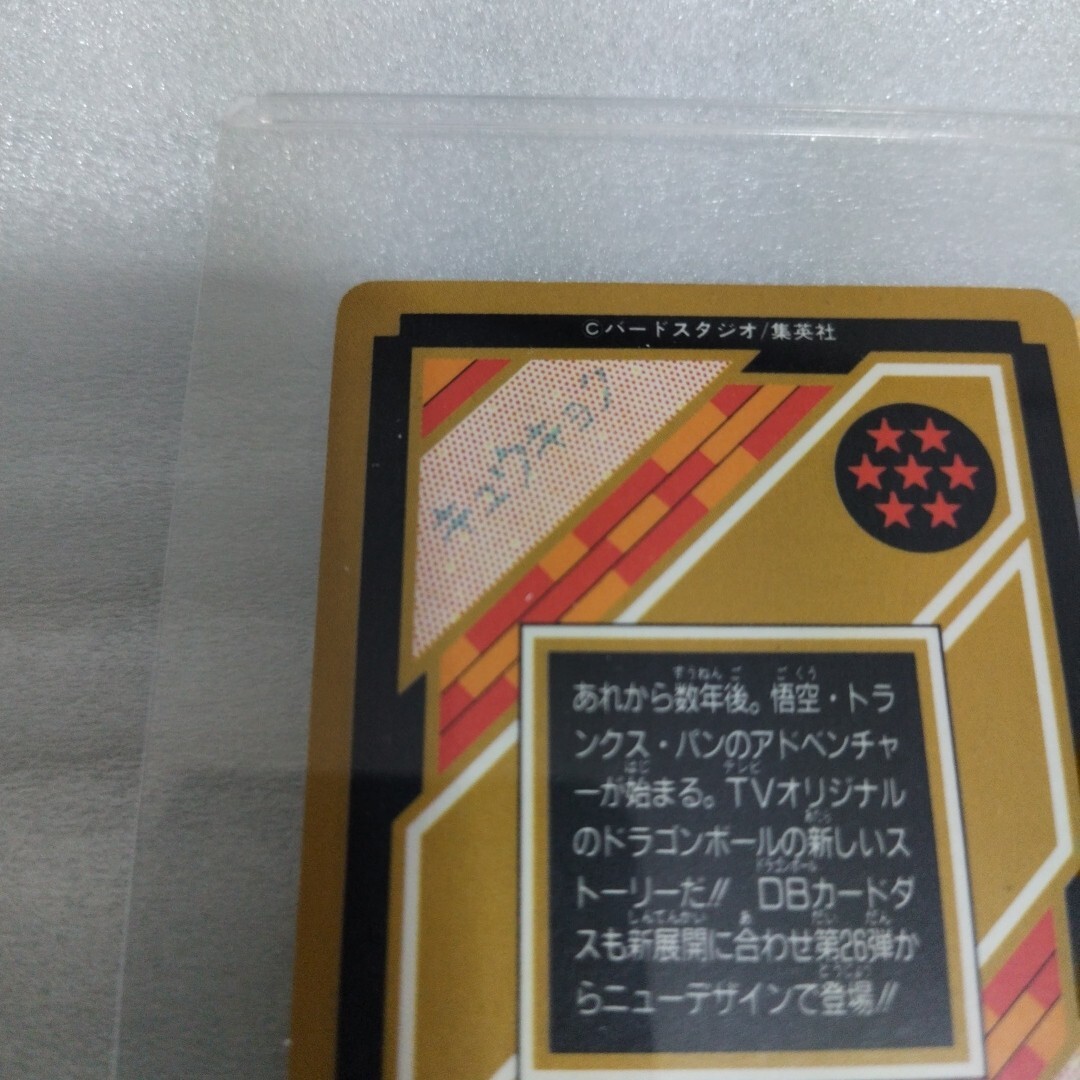 ©バードスタジオ/集英社
キュウキョク
すうねんご ごくう
あれから数年後。悟空・トラ
ンクス・パンのアドベンチャ
はじ テレビ
ーが始まる。TVオリジナル
あたら
のドラゴンボールの新しいス
ドラゴンボール
トーリーだ!! DBカードダ
しんてんかい あ だい だん
スも新展開に合わせ第26弾か
とうじょう
らニューデザインで登場!!